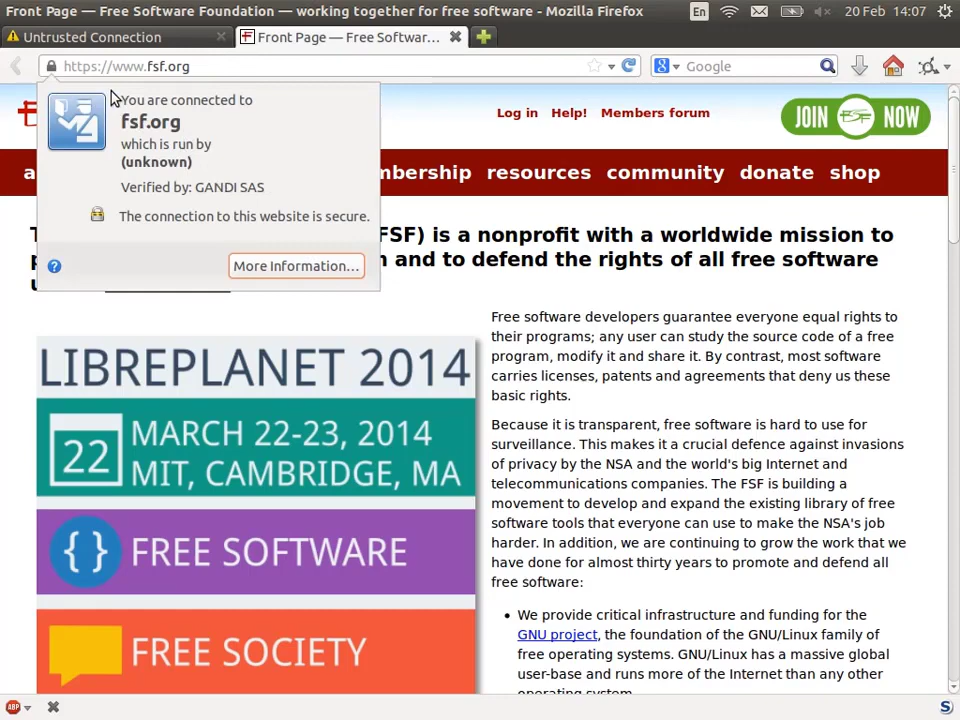 Front Page — Free Software Foundation — working together for free software - Mozilla Firefox
En
20 Feb 14:07
Untrusted Connection
Front Page — Free Softwar...
https://www.fsf.org
8
Google
You are connected to
fsf.org
which is run by
(unknown)
Verified by: GANDI SAS
The connection to this website is secure.
?
More Information...
Log in Help! Members forum
JOIN FSF NOW
a
mbership resources community donate shop
FSF) is a nonprofit with a worldwide mission to
n and to defend the rights of all free software
LIBREPLANET 2014
22
MARCH 22-23, 2014
MIT, CAMBRIDGE, MA
{ } FREE SOFTWARE
FREE SOCIETY
Free software developers guarantee everyone equal rights to
their programs; any user can study the source code of a free
program, modify it and share it. By contrast, most software
carries licenses, patents and agreements that deny us these
basic rights.
Because it is transparent, free software is hard to use for
surveillance. This makes it a crucial defence against invasions
of privacy by the NSA and the world's big Internet and
telecommunications companies. The FSF is building a
movement to develop and expand the existing library of free
software tools that everyone can use to make the NSA's job
harder. In addition, we are continuing to grow the work that we
have done for almost thirty years to promote and defend all
free software:
• We provide critical infrastructure and funding for the
GNU project, the foundation of the GNU/Linux family of
free operating systems. GNU/Linux has a massive global
user-base and runs more of the Internet than any other
operating system
ABP
S